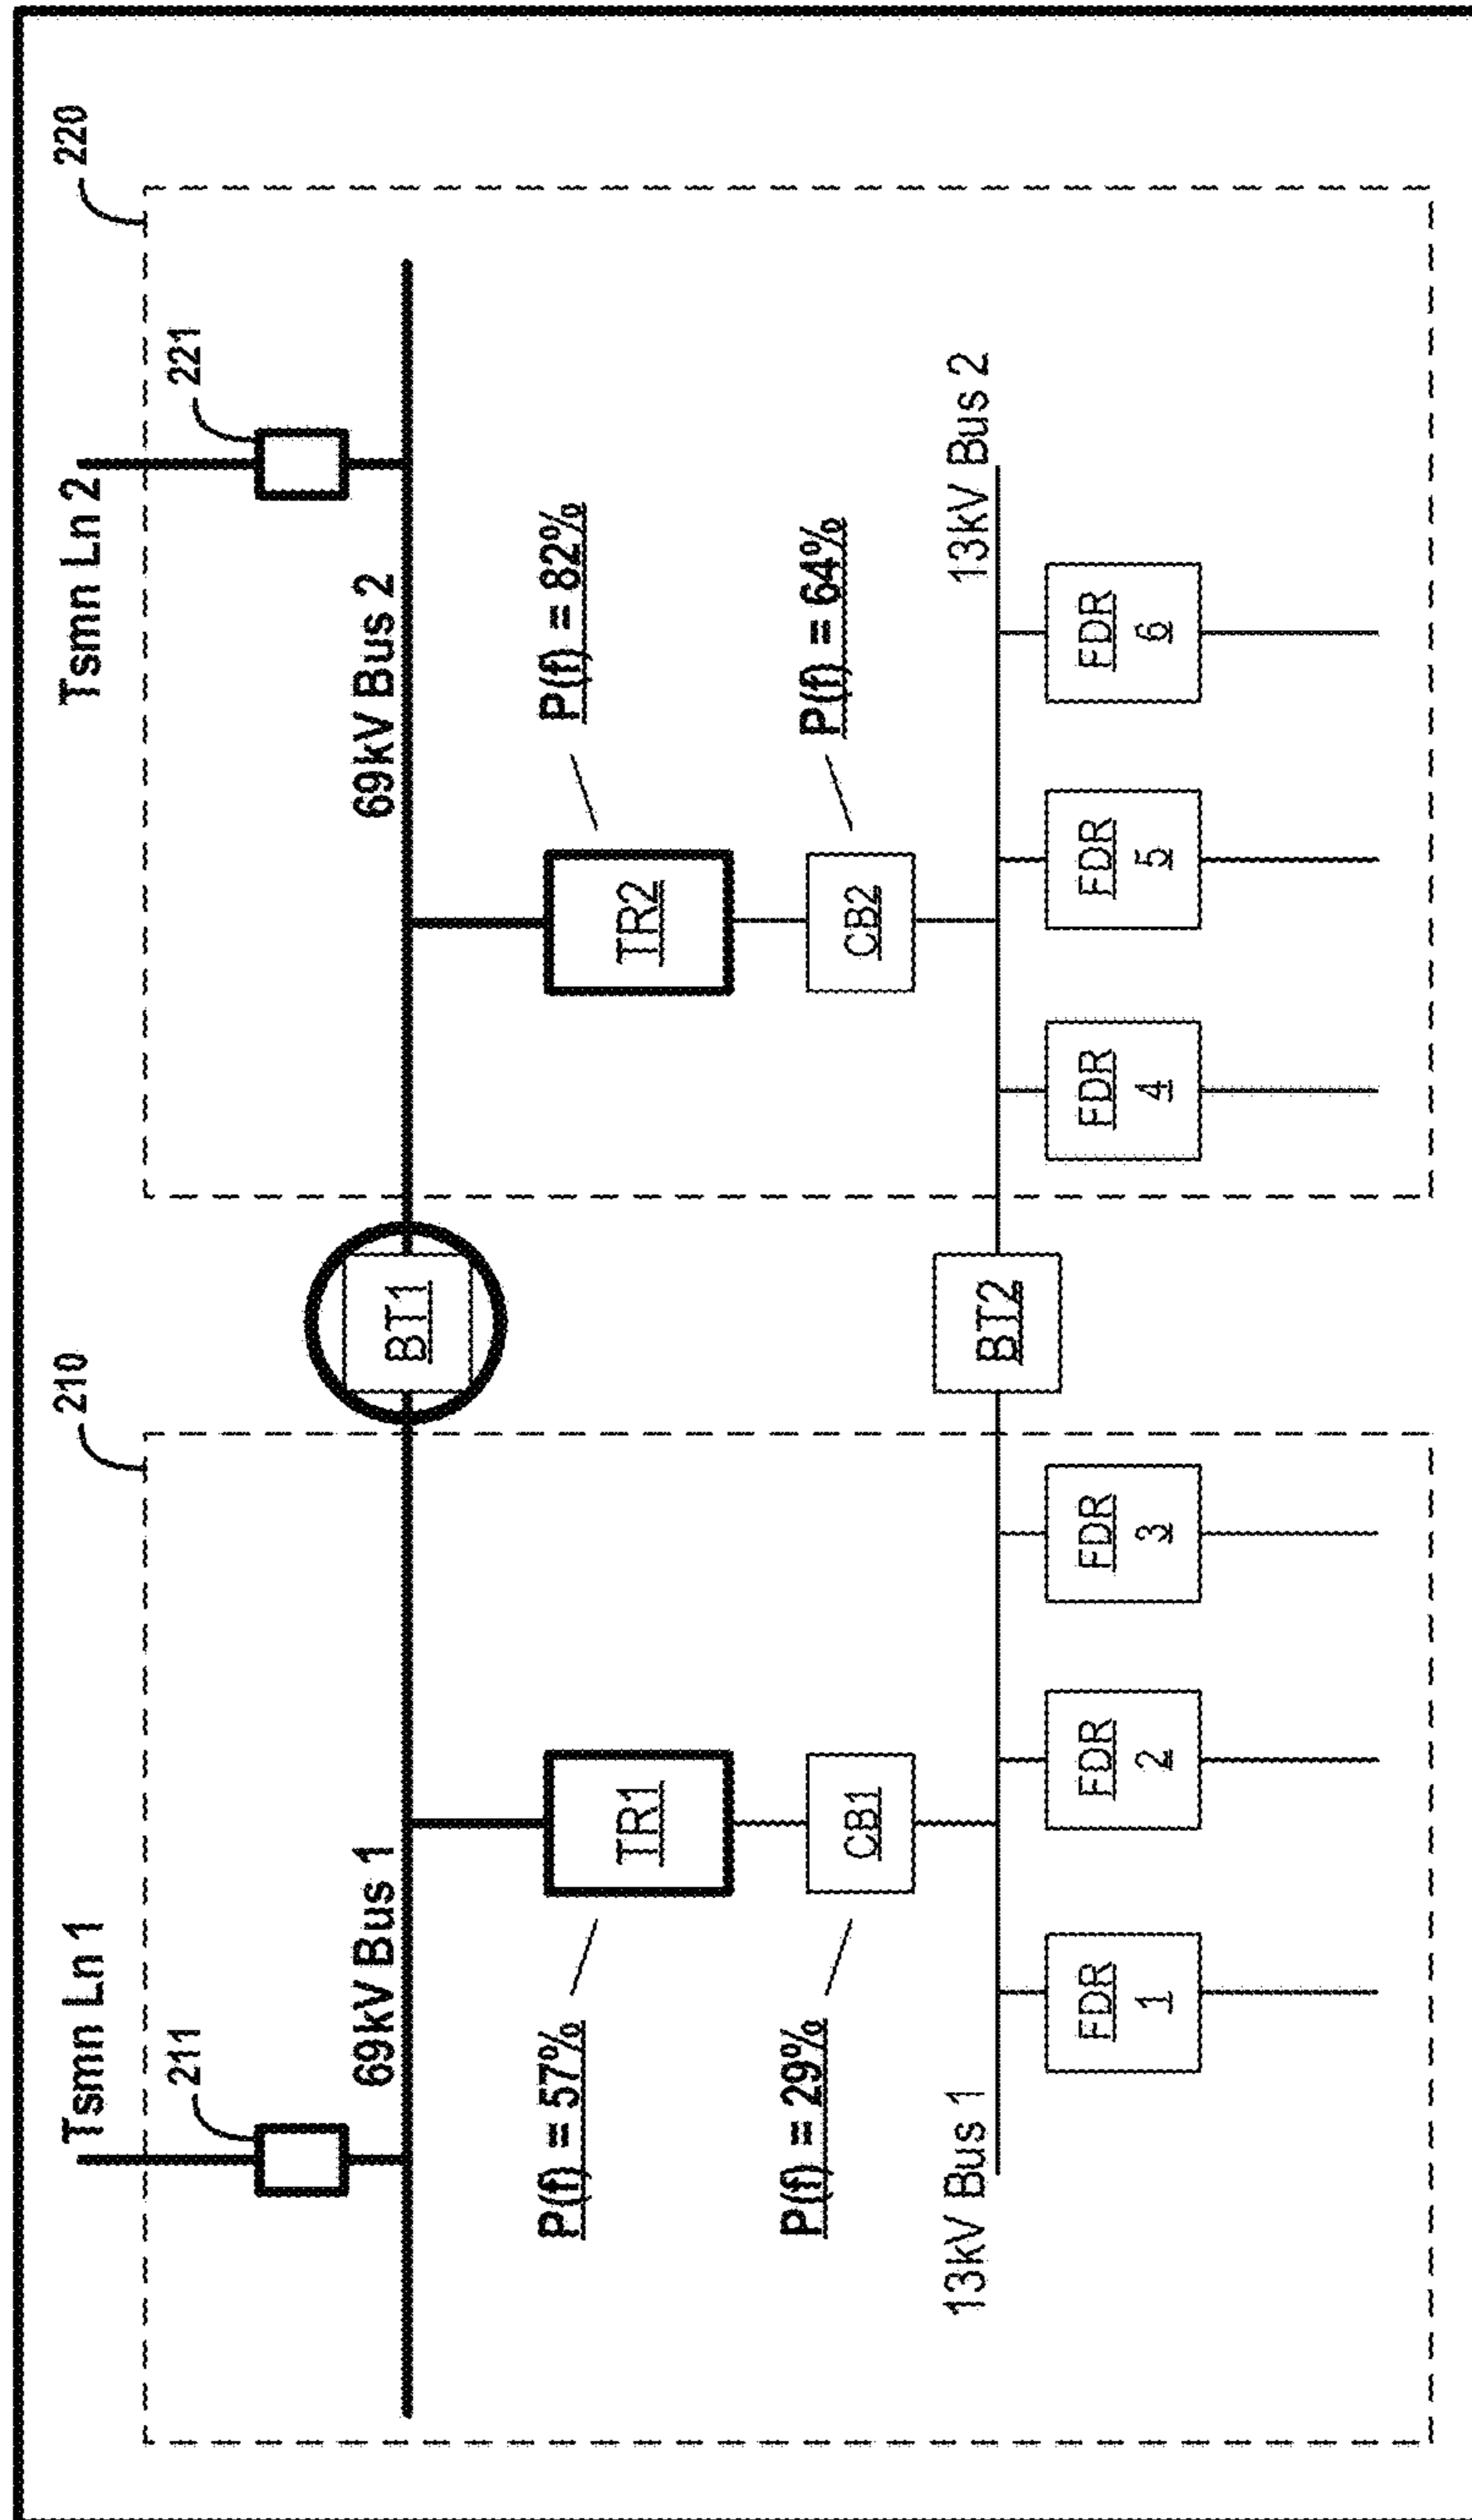 Tsmn Ln 1
Tsmn Ln 2
210
220
211
221
69kV Bus 1
69kV Bus 2
BT1
P(f) = 57%
TR1
TR2
P(f) = 82%
P(f) = 29%
CB1
CB2
P(f) = 64%
13kV Bus 1
BT2
13kV Bus 2
FDR
1
FDR
2
FDR
3
FDR
4
FDR
5
FDR
6